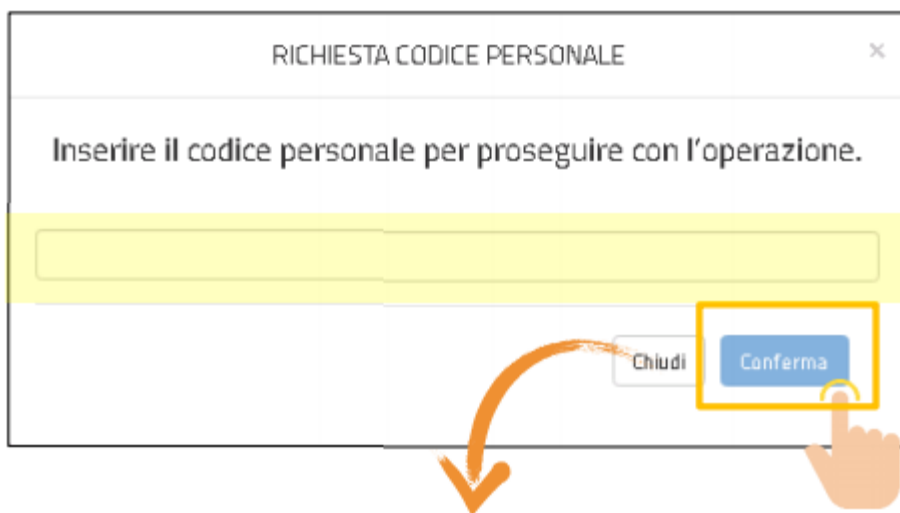 RICHIESTA CODICE PERSONALE ×
Inserire il codice personale per proseguire con l'operazione.
Chiudi Conferma